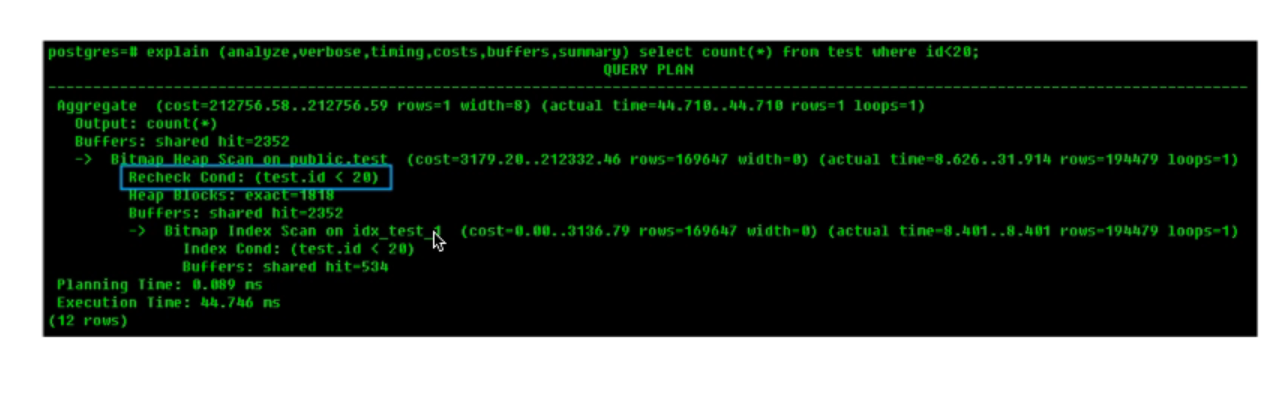 postgres=# explain (analyze,verbose,timing,costs,buffers,summary) select count(*) from test where id<20;
QUERY PLAN
----------------------------------------------------------------------------------------------------------------------------------
Aggregate (cost=212756.58..212756.59 rows=1 width=8) (actual time=44.710..44.710 rows=1 loops=1)
Output: count(*)
Buffers: shared hit=2352
-> Bitmap Heap Scan on public.test (cost=3179.20..212332.46 rows=169647 width=0) (actual time=8.626..31.914 rows=194479 loops=1)
Recheck Cond: (test.id < 20)
Heap Blocks: exact=1818
Buffers: shared hit=2352
-> Bitmap Index Scan on idx_test_1 (cost=0.00..3136.79 rows=169647 width=0) (actual time=8.401..8.401 rows=194479 loops=1)
Index Cond: (test.id < 20)
Buffers: shared hit=534
Planning Time: 0.089 ms
Execution Time: 44.746 ms
(12 rows)